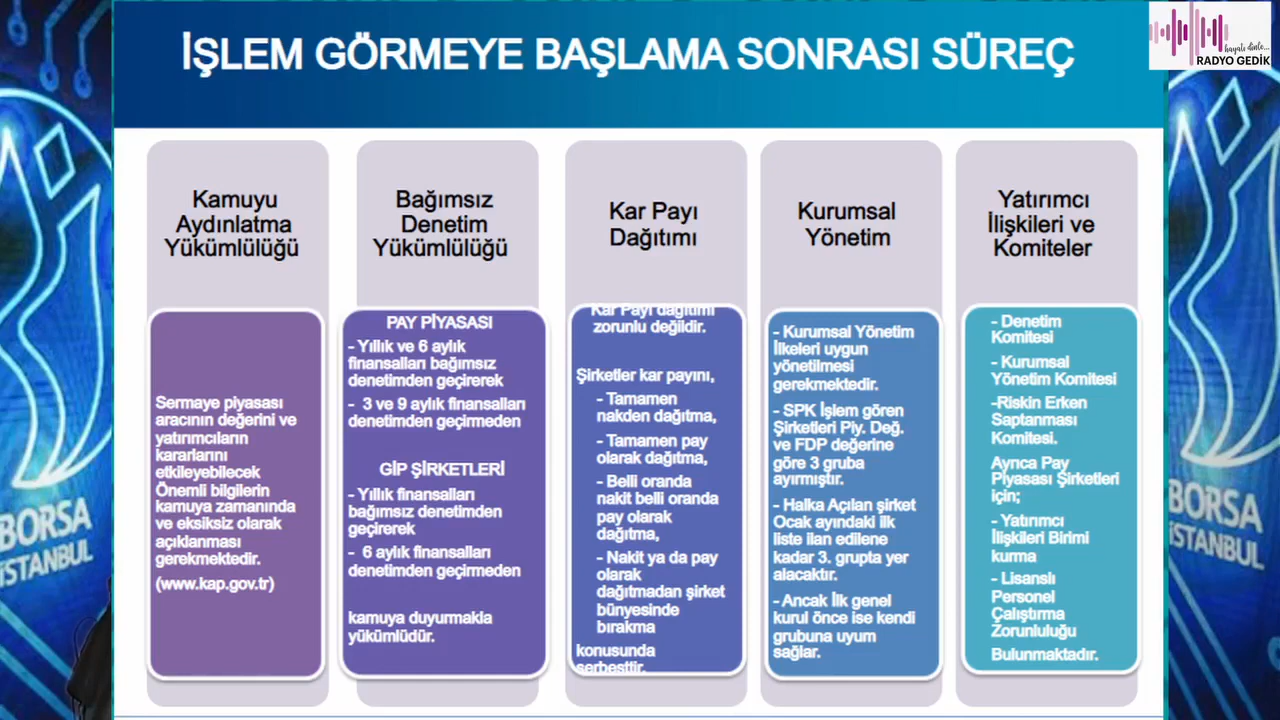 İŞLEM GÖRMEYE BAŞLAMA SONRASI SÜREÇ
hayatı dinle...
RADYO GEDİK
Kamuyu
Aydınlatma
Yükümlülüğü
Sermaye piyasası
aracının değerini ve
yatırımcıların
kararlarını
etkileyebilecek
Önemli bilgilerin
kamuya zamanında
ve eksiksiz olarak
açıklanması
gerekmektedir.
(www.kap.gov.tr)
Bağımsız
Denetim
Yükümlülüğü
PAY PİYASASI
- Yıllık ve 6 aylık
finansalları bağımsız
denetimden geçirerek
- 3 ve 9 aylık finansalları
denetimden geçirmeden
GİP ŞİRKETLERİ
- Yıllık finansalları
bağımsız denetimden
geçirerek
- 6 aylık finansalları
denetimden geçirmeden
kamuya duyurmakla
yükümlüdür.
Kar Payı
Dağıtımı
Kar Payı dağıtımı
zorunlu değildir.
Şirketler kar payını,
- Tamamen
nakden dağıtma,
- Tamamen pay
olarak dağıtma,
- Belli oranda
nakit belli oranda
pay olarak
dağıtma,
- Nakit ya da pay
olarak
dağıtmadan şirket
bünyesinde
bırakma
konusunda
serbesttir.
Kurumsal
Yönetim
- Kurumsal Yönetim
İlkeleri uygun
yönetilmesi
gerekmektedir.
- SPK İşlem gören
Şirketleri Piy. Değ.
ve FDP değerine
göre 3 gruba
ayırmıştır.
- Halka Açılan şirket
Ocak ayındaki ilk
liste ilan edilene
kadar 3. grupta yer
alacaktır.
- Ancak İlk genel
kurul önce ise kendi
grubuna uyum
sağlar.
Yatırımcı
İlişkileri ve
Komiteler
- Denetim
Komitesi
- Kurumsal
Yönetim Komitesi
-Riskin Erken
Saptanması
Komitesi.
Ayrıca Pay
Piyasası Şirketleri
için;
- Yatırımcı
İlişkileri Birimi
kurma
- Lisanslı
Personel
Çalıştırma
Zorunluluğu
Bulunmaktadır.
BORSA
İSTANBUL
BORSA
İSTANBUL